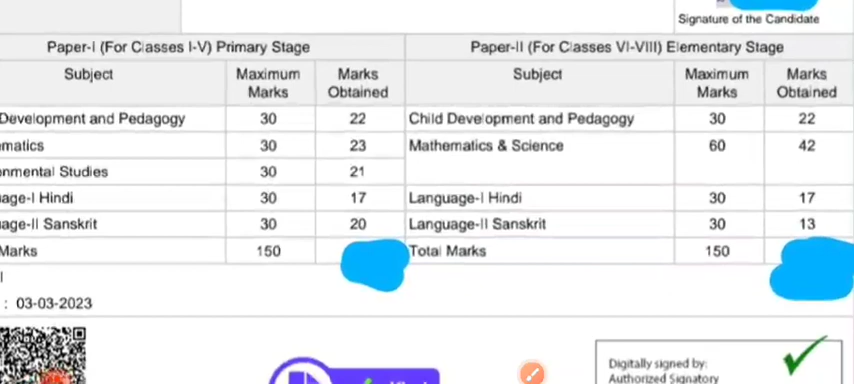 Signature of the Candidate
Paper-I (For Classes I-V) Primary Stage Paper-II (For Classes VI-VIII) Elementary Stage
Subject Maximum Marks Marks Obtained Subject Maximum Marks Marks Obtained
Development and Pedagogy 30 22 Child Development and Pedagogy 30 22
matics 30 23 Mathematics & Science 60 42
nmental Studies 30 21
age-I Hindi 30 17 Language-I Hindi 30 17
age-II Sanskrit 30 20 Language-II Sanskrit 30 13
Marks 150 Total Marks 150
: 03-03-2023
Digitally signed by:
Authorized Signatory